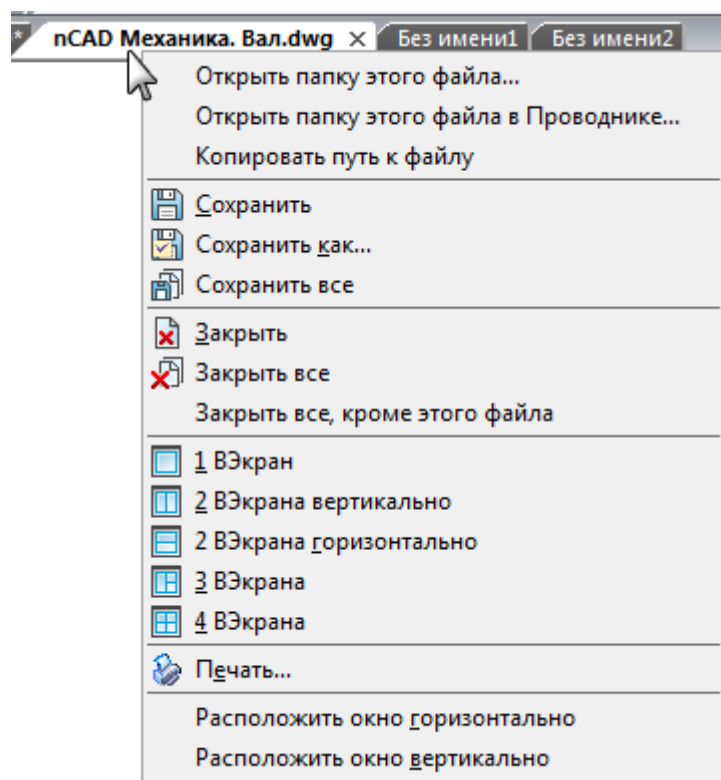 * nCAD Механика. Вал.dwg × Без имени1 Без имени2
Открыть папку этого файла...
Открыть папку этого файла в Проводнике...
Копировать путь к файлу
Сохранить
Сохранить как...
Сохранить все
Закрыть
Закрыть все
Закрыть все, кроме этого файла
1 ВЭкран
2 ВЭкрана вертикально
2 ВЭкрана горизонтально
3 ВЭкрана
4 ВЭкрана
Печать...
Расположить окно горизонтально
Расположить окно вертикально